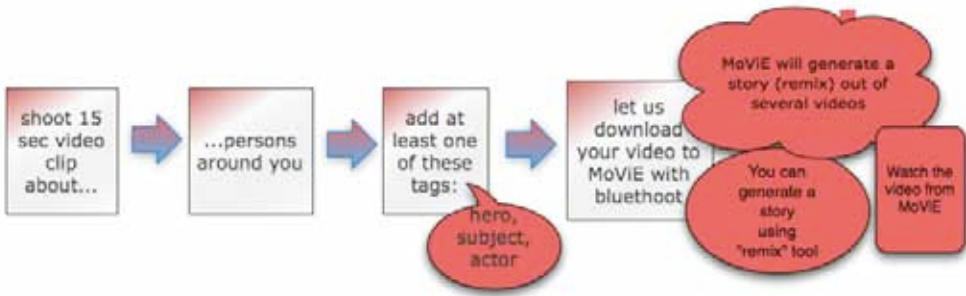 shoot 15
sec video
clip
about...
...persons
around you
add at
least one
of these
tags:
hero,
subject,
actor
let us
download
your video to
MoViE with
bluethoot
MoViE will generate a
story (remix) out of
several videos
You can
generate a
story
using
"remix" tool
Watch the
video from
MoViE